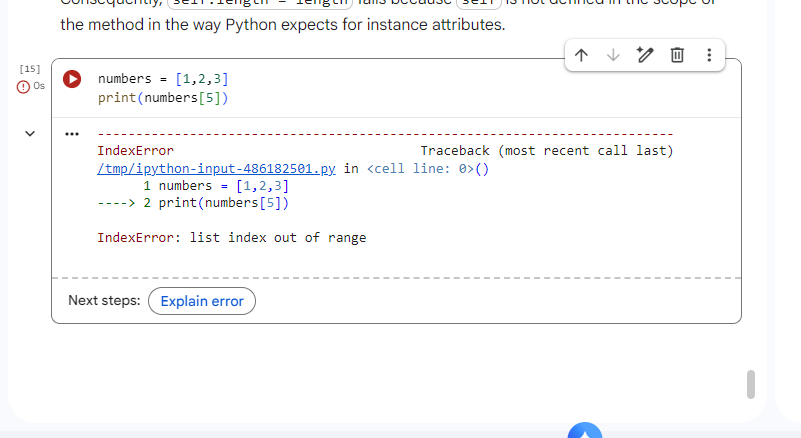 Consequently, self.length = length fails because self is not defined in the scope of
the method in the way Python expects for instance attributes.
[15]
0s
numbers = [1,2,3]
print(numbers[5])
---------------------------------------------------------------------------
IndexError                                Traceback (most recent call last)
/tmp/ipython-input-486182501.py in <cell line: 0>()
      1 numbers = [1,2,3]
----> 2 print(numbers[5])
IndexError: list index out of range
Next steps: Explain error